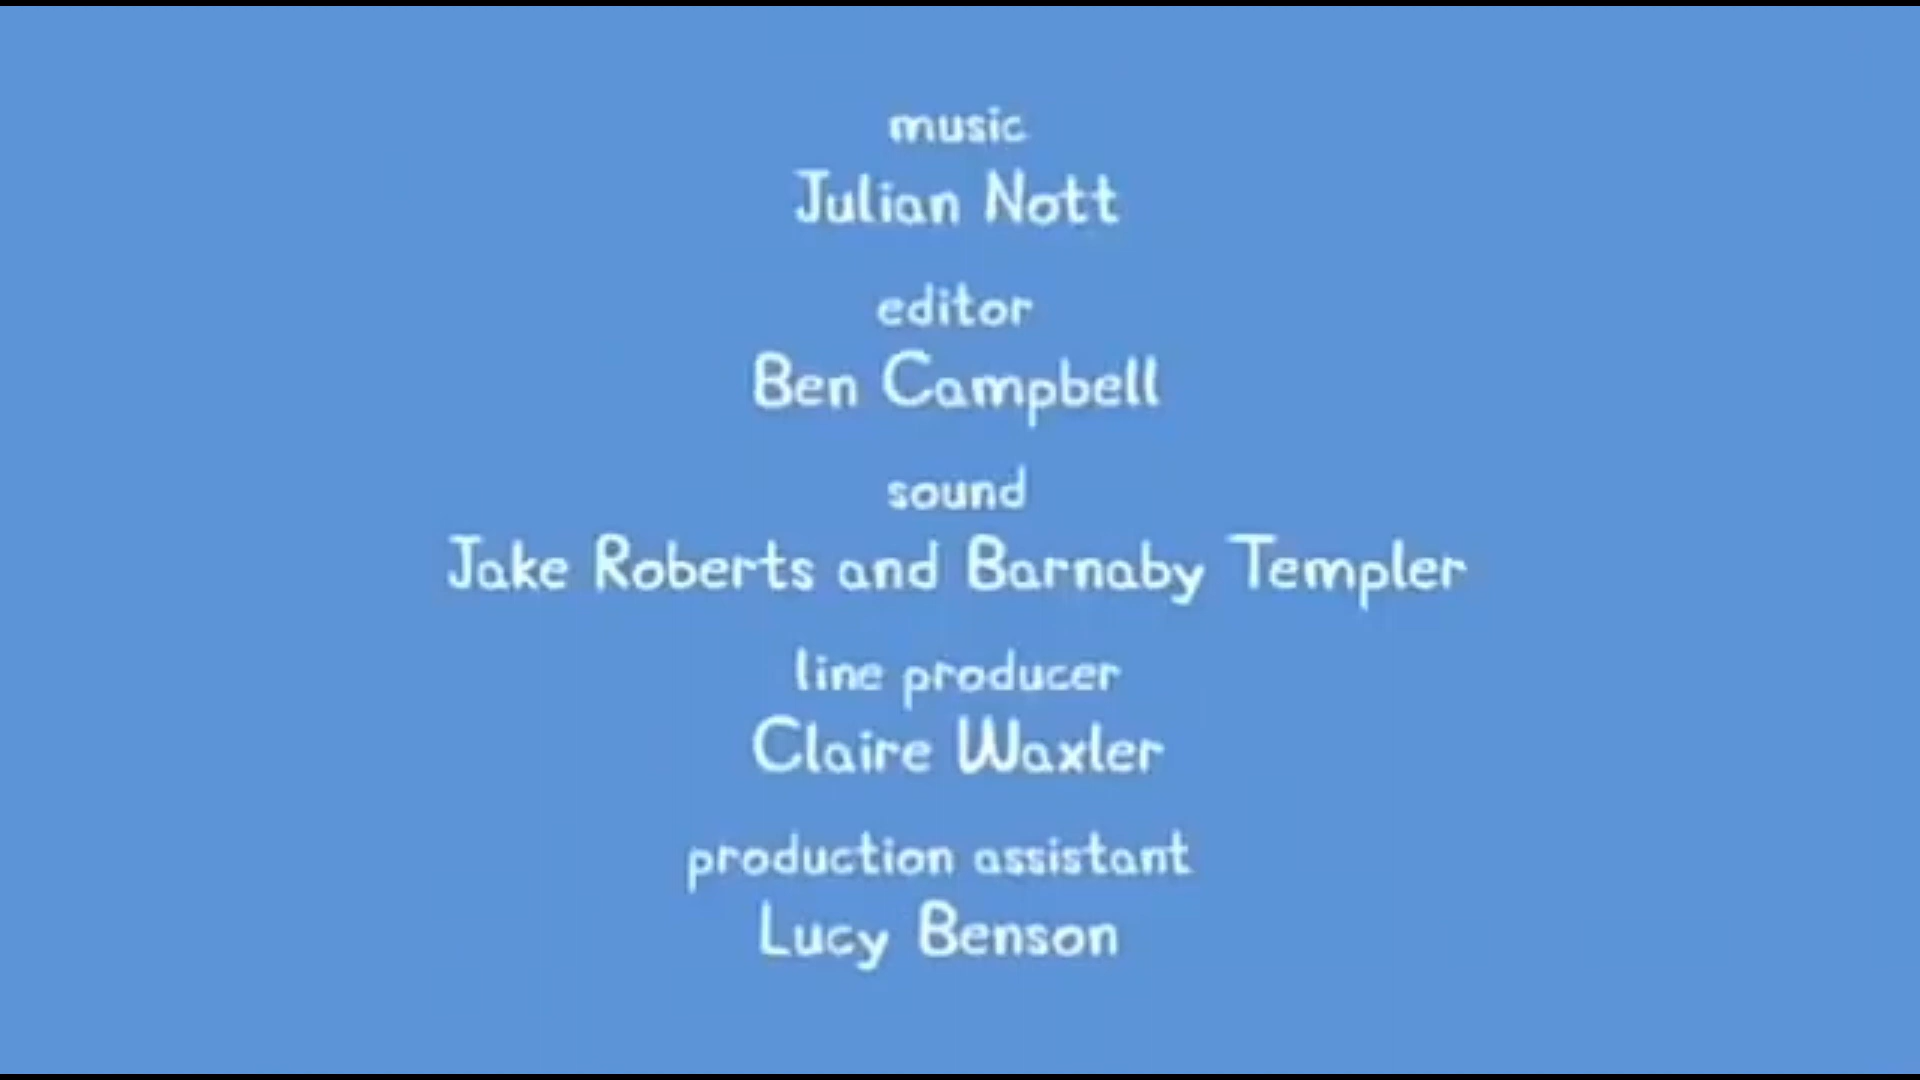 music
Julian Nott
editor
Ben Campbell
sound
Jake Roberts and Barnaby Templer
line producer
Claire Waxler
production assistant
Lucy Benson